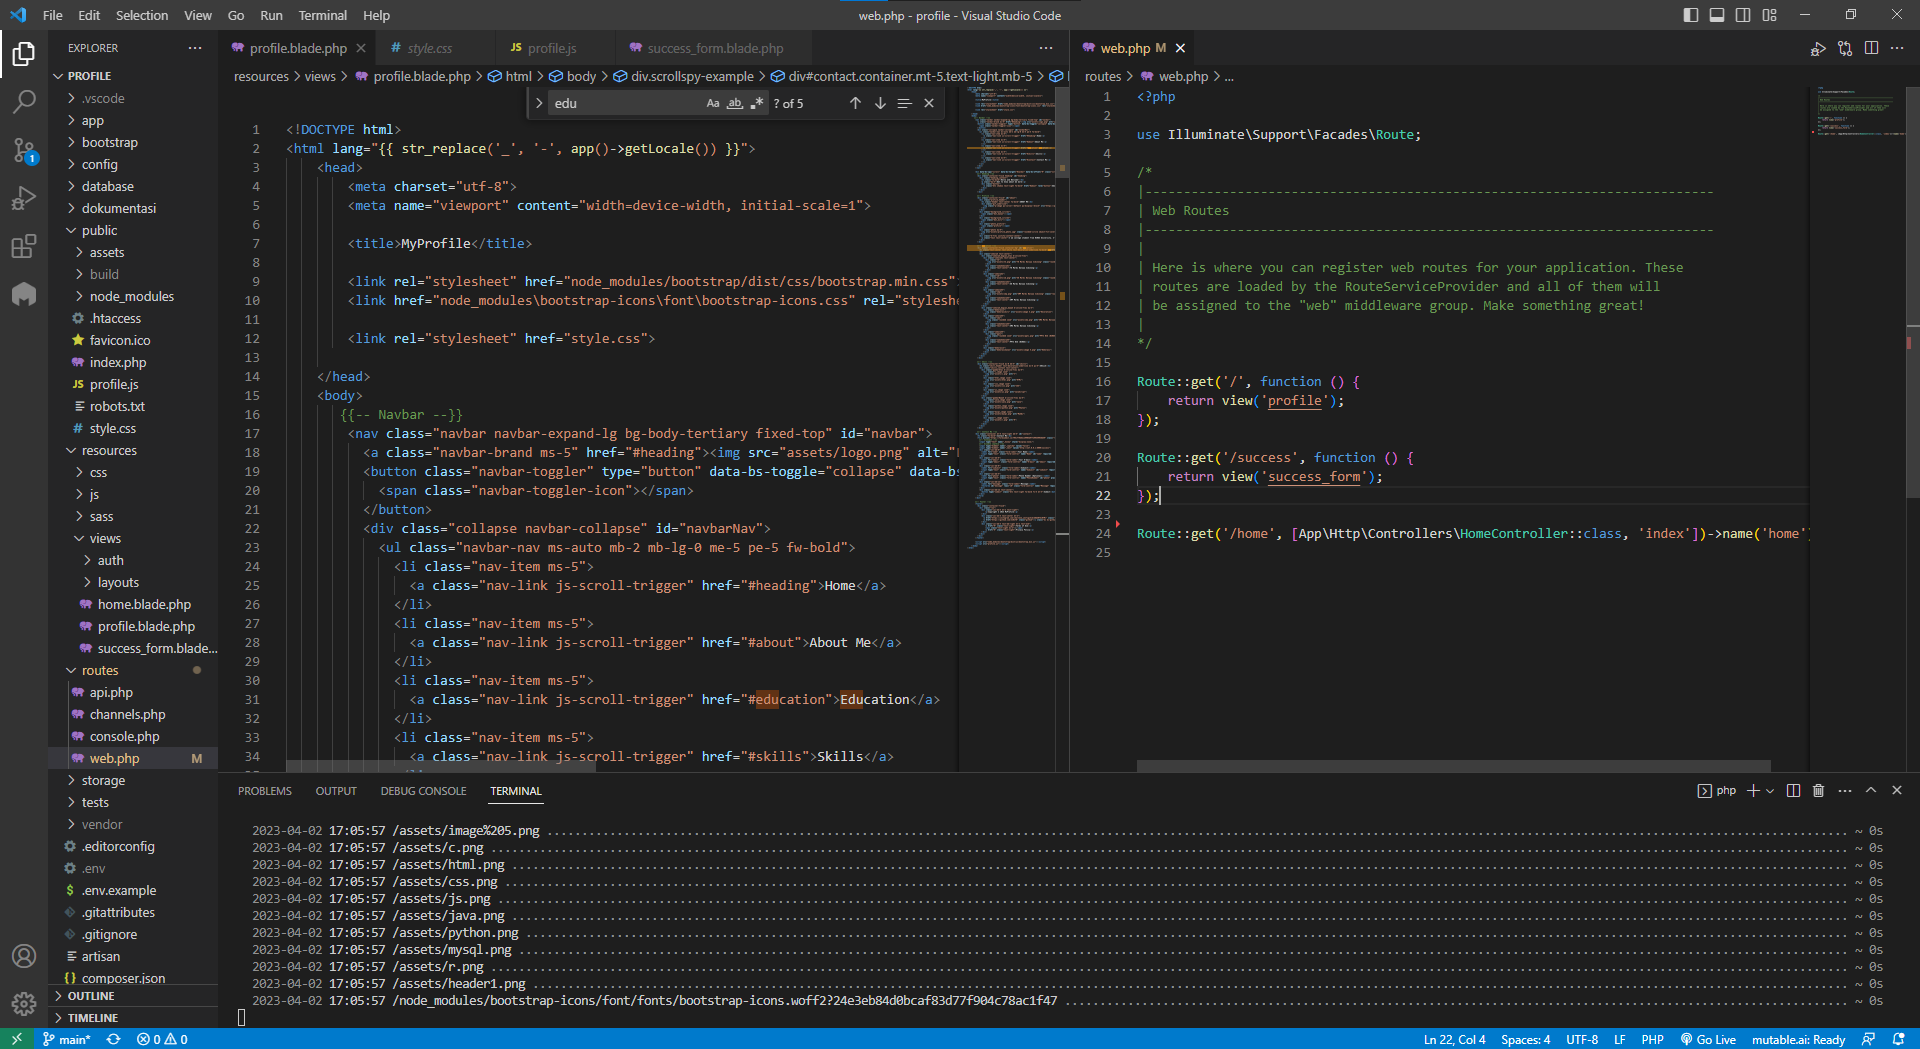 File Edit Selection View Go Run Terminal Help
web.php - profile - Visual Studio Code
EXPLORER
PROFILE
.vscode
app
bootstrap
config
database
dokumentasi
public
assets
build
node_modules
.htaccess
favicon.ico
index.php
JS profile.js
robots.txt
# style.css
resources
css
js
sass
views
auth
layouts
home.blade.php
profile.blade.php
success_form.blade...
routes
api.php
channels.php
console.php
web.php M
storage
tests
vendor
.editorconfig
.env
$ .env.example
.gitattributes
.gitignore
artisan
{} composer.json
OUTLINE
TIMELINE
1
profile.blade.php
# style.css
JS profile.js
success_form.blade.php
resources > views > profile.blade.php > html > body > div.scrollspy-example > div#contact.container.mt-5.text-light.mb-5 >
edu
Aa ab ? of 5
1 <!DOCTYPE html>
2 <html lang="{{ str_replace('_', '-', app()->getLocale()) }}">
3 <head>
4 <meta charset="utf-8">
5 <meta name="viewport" content="width=device-width, initial-scale=1">
6
7 <title>MyProfile</title>
8
9 <link rel="stylesheet" href="node_modules/bootstrap/dist/css/bootstrap.min.css"
10 <link href="node_modules\bootstrap-icons\font\bootstrap-icons.css" rel="stylesh
11
12 <link rel="stylesheet" href="style.css">
13
14 </head>
15 <body>
16 {{-- Navbar --}}
17 <nav class="navbar navbar-expand-lg bg-body-tertiary fixed-top" id="navbar">
18 <a class="navbar-brand ms-5" href="#heading"><img src="assets/logo.png" alt="
19 <button class="navbar-toggler" type="button" data-bs-toggle="collapse" data-bs
20 <span class="navbar-toggler-icon"></span>
21 </button>
22 <div class="collapse navbar-collapse" id="navbarNav">
23 <ul class="navbar-nav ms-auto mb-2 mb-lg-0 me-5 pe-5 fw-bold">
24 <li class="nav-item ms-5">
25 <a class="nav-link js-scroll-trigger" href="#heading">Home</a>
26 </li>
27 <li class="nav-item ms-5">
28 <a class="nav-link js-scroll-trigger" href="#about">About Me</a>
29 </li>
30 <li class="nav-item ms-5">
31 <a class="nav-link js-scroll-trigger" href="#education">Education</a>
32 </li>
33 <li class="nav-item ms-5">
34 <a class="nav-link js-scroll-trigger" href="#skills">Skills</a>
web.php M
routes > web.php > ...
1 <?php
2
3 use Illuminate\Support\Facades\Route;
4
5 /*
6 |--------------------------------------------------------------------------
7 | Web Routes
8 |--------------------------------------------------------------------------
9 |
10 | Here is where you can register web routes for your application. These
11 | routes are loaded by the RouteServiceProvider and all of them will
12 | be assigned to the "web" middleware group. Make something great!
13 |
14 */
15
16 Route::get('/', function () {
17 return view('profile');
18 });
19
20 Route::get('/success', function () {
21 return view('success_form');
22 });
23
24 Route::get('/home', [App\Http\Controllers\HomeController::class, 'index'])->name('home'
25
PROBLEMS OUTPUT DEBUG CONSOLE TERMINAL
php
2023-04-02 17:05:57 /assets/image%205.png ~ 0s
2023-04-02 17:05:57 /assets/c.png ~ 0s
2023-04-02 17:05:57 /assets/html.png ~ 0s
2023-04-02 17:05:57 /assets/css.png ~ 0s
2023-04-02 17:05:57 /assets/js.png ~ 0s
2023-04-02 17:05:57 /assets/java.png ~ 0s
2023-04-02 17:05:57 /assets/python.png ~ 0s
2023-04-02 17:05:57 /assets/mysql.png ~ 0s
2023-04-02 17:05:57 /assets/r.png ~ 0s
2023-04-02 17:05:57 /assets/header1.png ~ 0s
2023-04-02 17:05:57 /node_modules/bootstrap-icons/font/fonts/bootstrap-icons.woff2?24e3eb84d0bcaf83d77f904c78ac1f47 ~ 0s
main* 0 0
Ln 22, Col 4 Spaces: 4 UTF-8 LF PHP Go Live mutable.ai: Ready